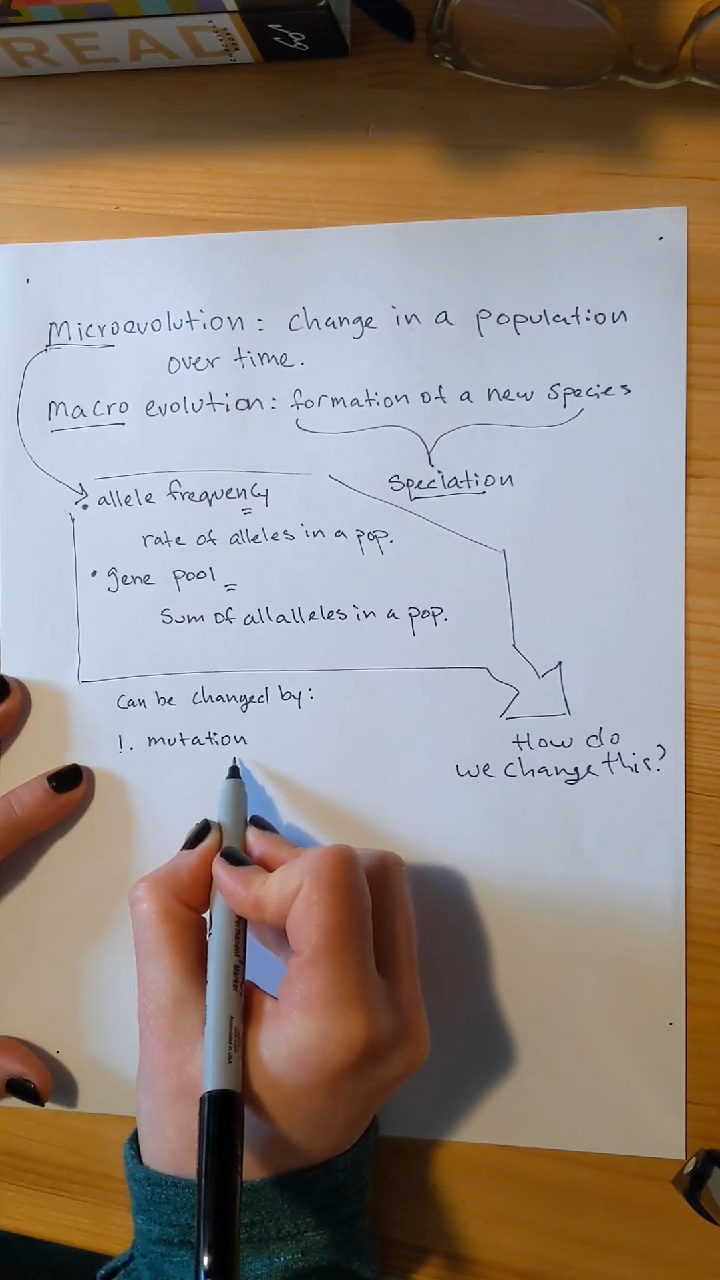 READ
Microevolution: change in a population
over time.
Macro evolution: formation of a new species
speciation
• allele frequency =
rate of alleles in a pop.
• gene pool =
Sum of all alleles in a pop.
Can be changed by:
1. mutation
How do
we change this?
Permanent Marker